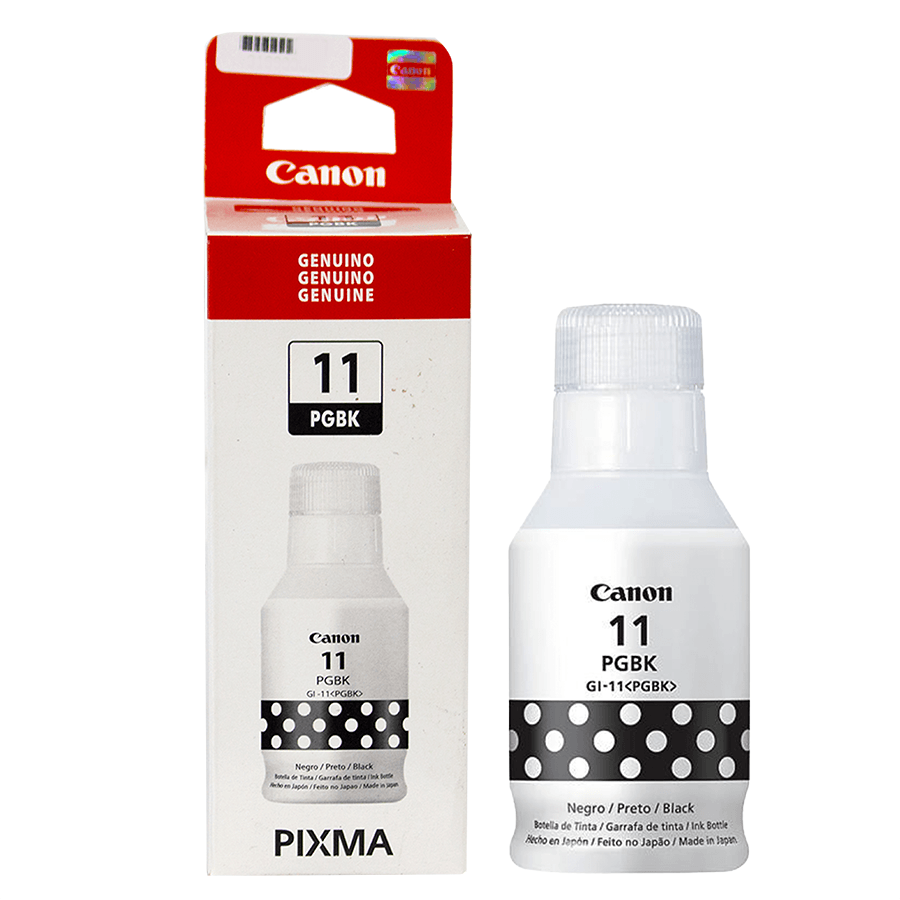 Canon
Canon
PGBK
GENUINO
GENUINO
GENUINE
11
PGBK
Canon
11
PGBK
GI-11<PGBK>
Negro / Preto / Black
Botella de Tinta / Garrafa de tinta / Ink Bottle
Hecho en Japón / Feito no Japao / Made in Japan
PIXMA
Canon
11
PGBK
GI-11<PGBK>
Negro / Preto / Black
Botella de Tinta / Garrafa de tinta / Ink Bottle
Hecho en Japón / Feito no Japão / Made in Japan